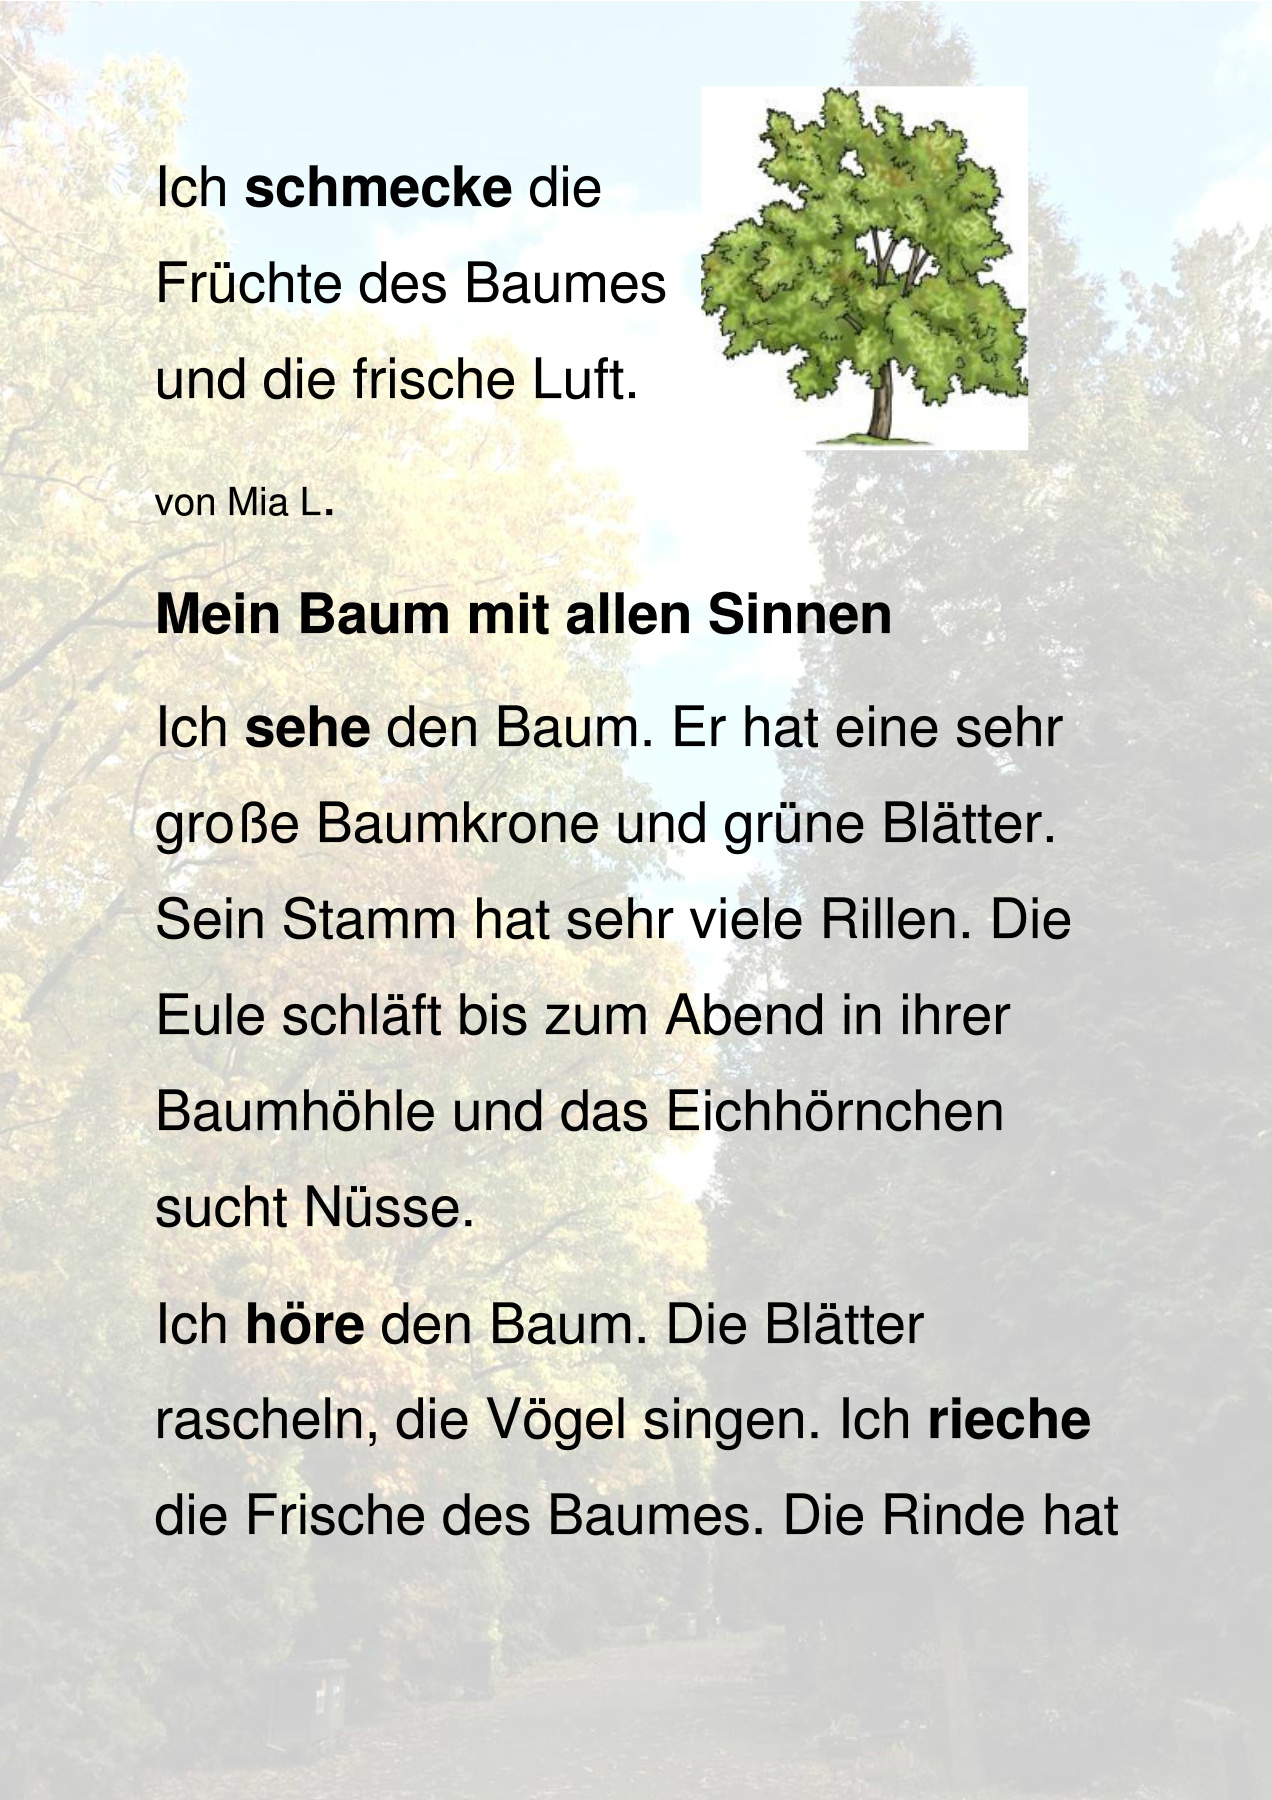 Ich schmecke die
Früchte des Baumes
und die frische Luft.
von Mia L.
Mein Baum mit allen Sinnen
Ich sehe den Baum. Er hat eine sehr
große Baumkrone und grüne Blätter.
Sein Stamm hat sehr viele Rillen. Die
Eule schläft bis zum Abend in ihrer
Baumhöhle und das Eichhörnchen
sucht Nüsse.
Ich höre den Baum. Die Blätter
rascheln, die Vögel singen. Ich rieche
die Frische des Baumes. Die Rinde hat